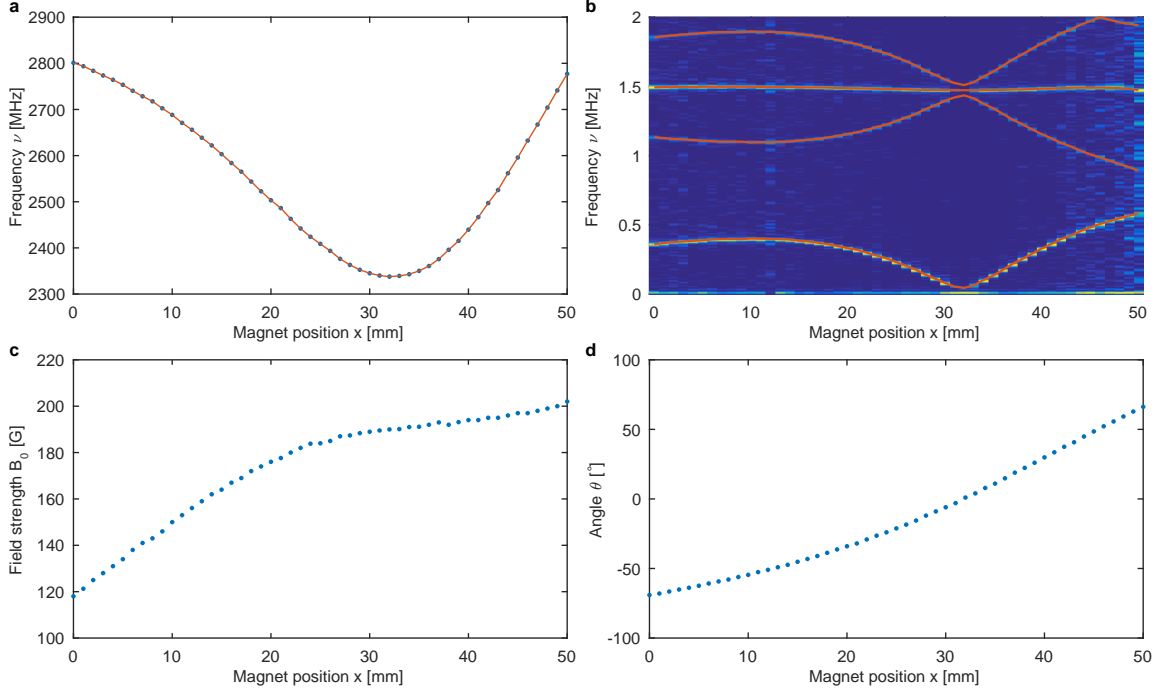 a
2900
2800
2700
2600
2500
2400
2300
Frequency ν [MHz]
0 10 20 30 40 50
Magnet position x [mm]
b
2
1.5
1
0.5
0
Frequency ν [MHz]
0 10 20 30 40 50
Magnet position x [mm]
c
220
200
180
160
140
120
100
Field strength B₀ [G]
0 10 20 30 40 50
Magnet position x [mm]
d
100
50
0
-50
-100
Angle θ [°]
0 10 20 30 40 50
Magnet position x [mm]